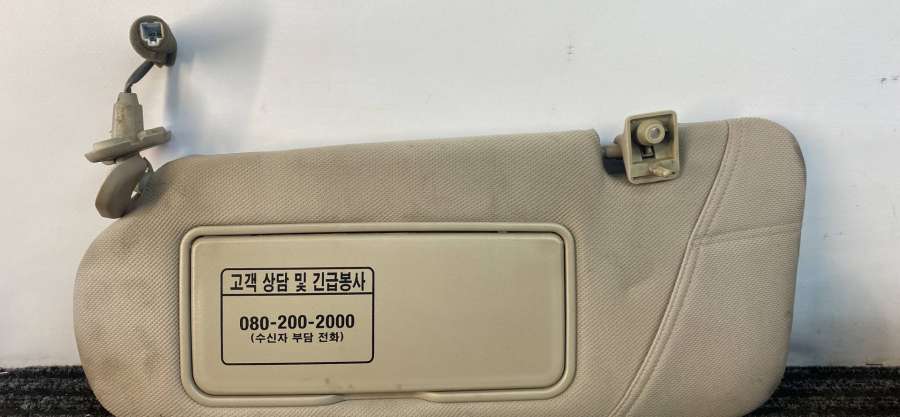 고객 상담 및 긴급봉사
080-200-2000
(수신자 부담 전화)